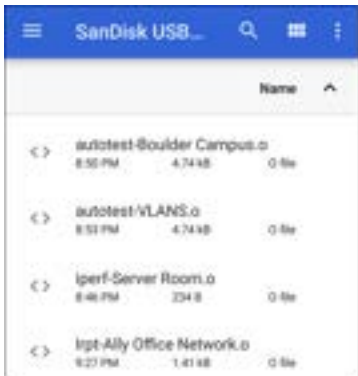 SanDisk USB...
Name
autotest-Boulder Campus.o
8:50 PM 4.74 kB O file
autotest-VLANS.o
8:53 PM 4.74 kB O file
iperf-Server Room.o
8:46 PM 234 B O file
lrpt-Ally Office Network.o
9:27 PM 1.41 kB O file